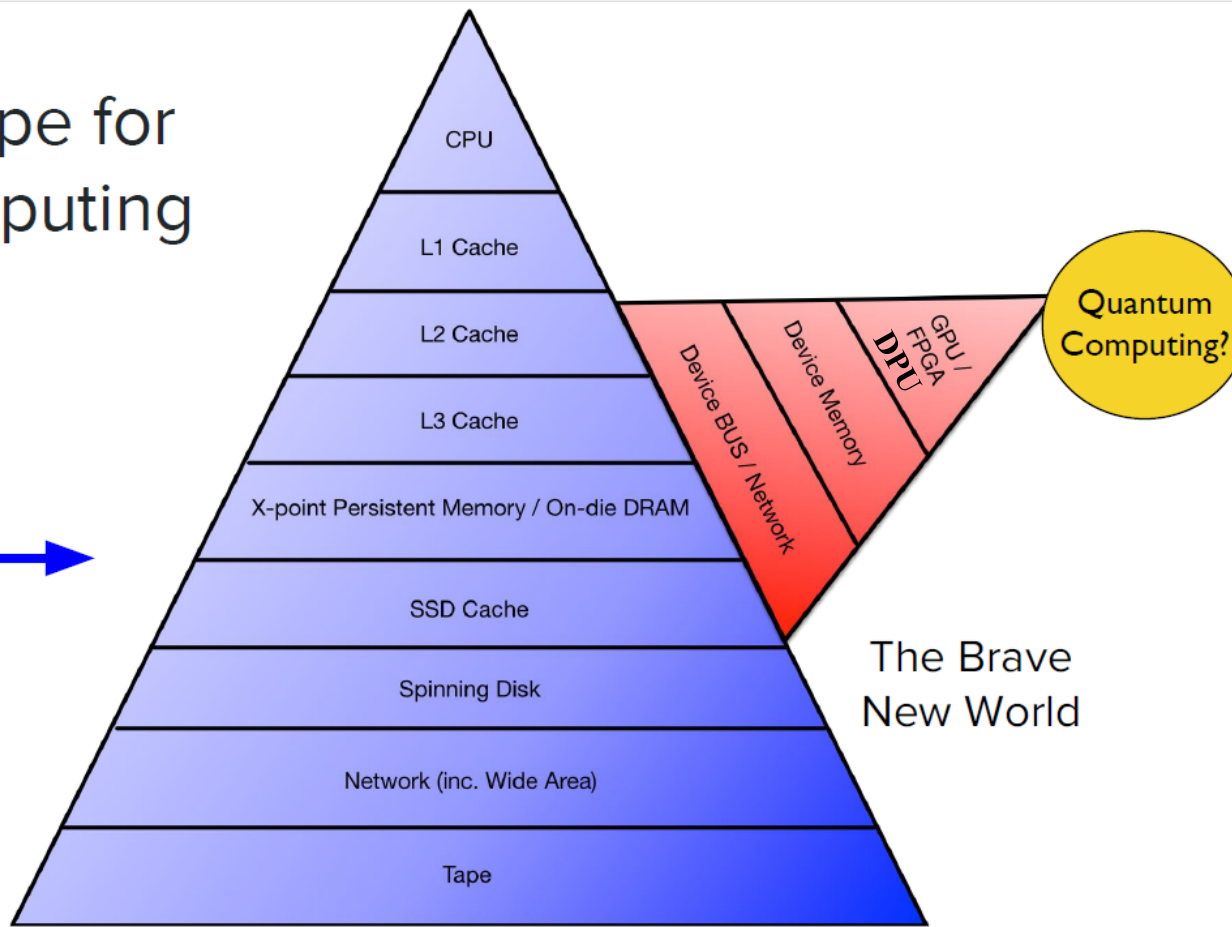 pe for
puting
CPU
L1 Cache
L2 Cache
L3 Cache
X-point Persistent Memory / On-die DRAM
SSD Cache
Spinning Disk
Network (inc. Wide Area)
Tape
Device BUS / Network
Device Memory
GPU /
FPGA
DPU
Quantum
Computing?
The Brave
New World